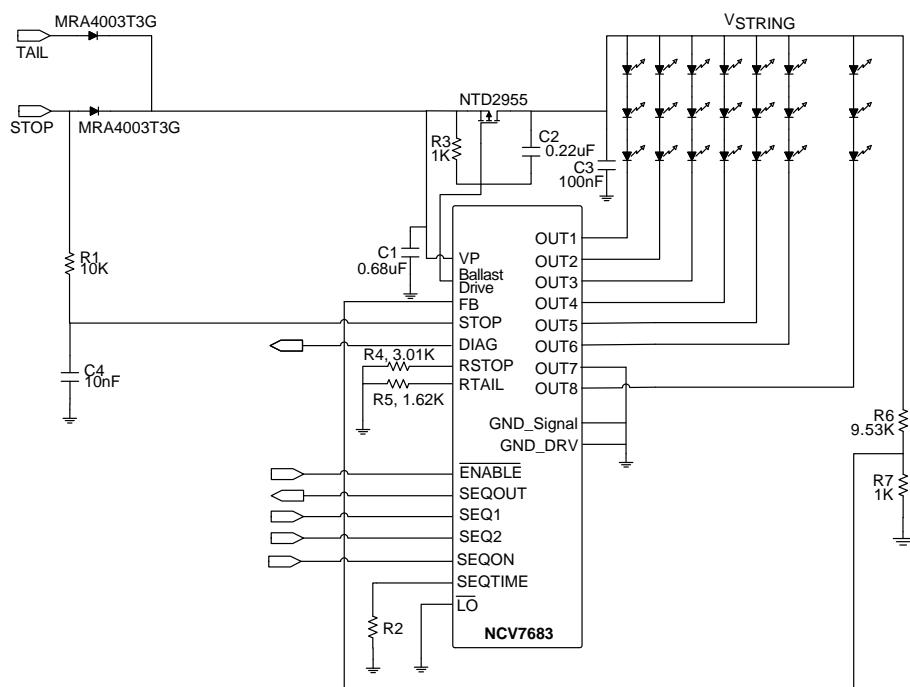 MRA4003T3G
TAIL
STOP
MRA4003T3G
NTD2955
VSTRING
R3
1K
C2
0.22uF
C3
100nF
R1
10K
C1
0.68uF
C4
10nF
R4, 3.01K
R5, 1.62K
R2
VP
Ballast
Drive
FB
STOP
DIAG
RSTOP
RTAIL
ENABLE
SEQOUT
SEQ1
SEQ2
SEQON
SEQTIME
LO
OUT1
OUT2
OUT3
OUT4
OUT5
OUT6
OUT7
OUT8
GND_Signal
GND_DRV
NCV7683
R6
9.53K
R7
1K